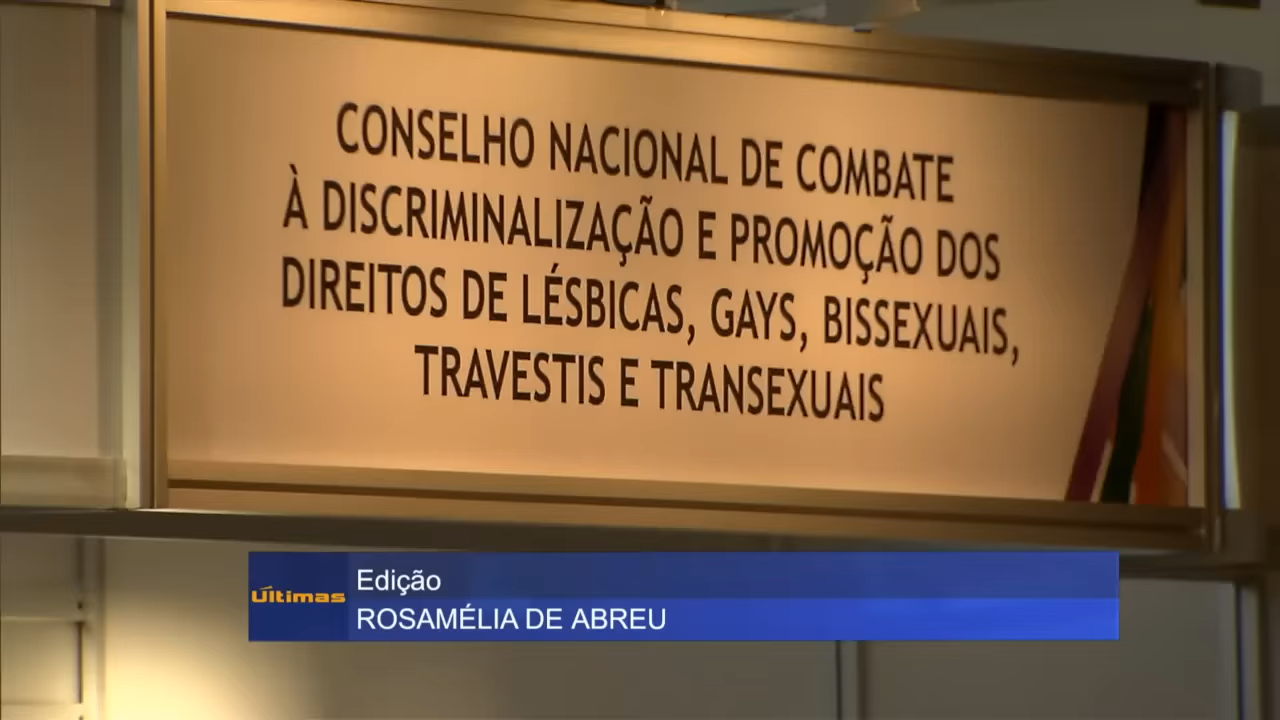 CONSELHO NACIONAL DE COMBATE
À DISCRIMINALIZAÇÃO E PROMOÇÃO DOS
DIREITOS DE LÉSBICAS, GAYS, BISSEXUAIS,
TRAVESTIS E TRANSEXUAIS
Edição
Últimas
ROSAMÉLIA DE ABREU